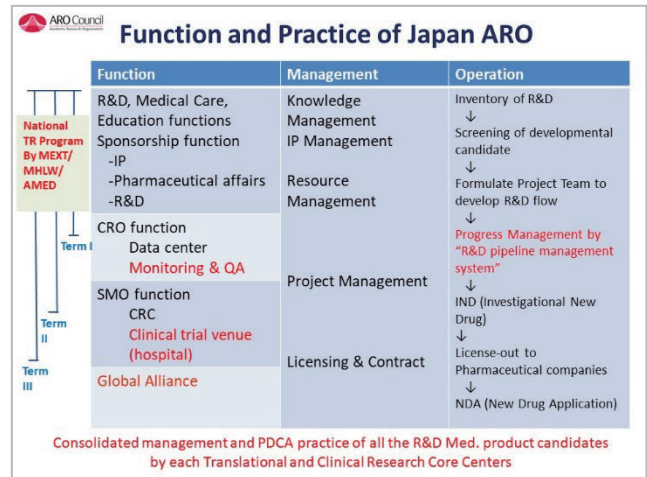 ARO Council
Academic Research Organization
Function and Practice of Japan ARO
National
TR Program
By MEXT/
MHLW/
AMED
Term I
Term
II
Term
III
Function
R&D, Medical Care,
Education functions
Sponsorship function
-IP
-Pharmaceutical affairs
-R&D
CRO function
Data center
Monitoring & QA
SMO function
CRC
Clinical trial venue
(hospital)
Global Alliance
Management
Knowledge
Management
IP Management
Resource
Management
Project Management
Licensing & Contract
Operation
Inventory of R&D
↓
Screening of developmental
candidate
↓
Formulate Project Team to
develop R&D flow
↓
Progress Management by
“R&D pipeline management
system”
↓
IND (Investigational New
Drug)
↓
License-out to
Pharmaceutical companies
↓
NDA (New Drug Application)
Consolidated management and PDCA practice of all the R&D Med. product candidates
by each Translational and Clinical Research Core Centers